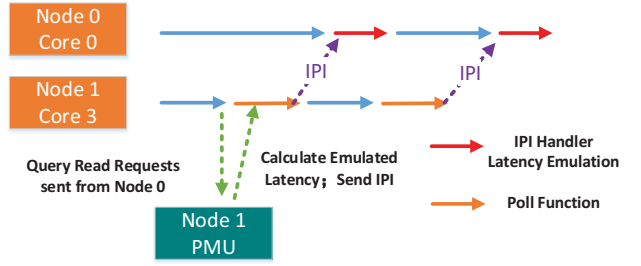 Node 0
Core 0
IPI
IPI
Node 1
Core 3
Query Read Requests
sent from Node 0
Calculate Emulated
Latency；Send IPI
IPI Handler
Latency Emulation
Poll Function
Node 1
PMU